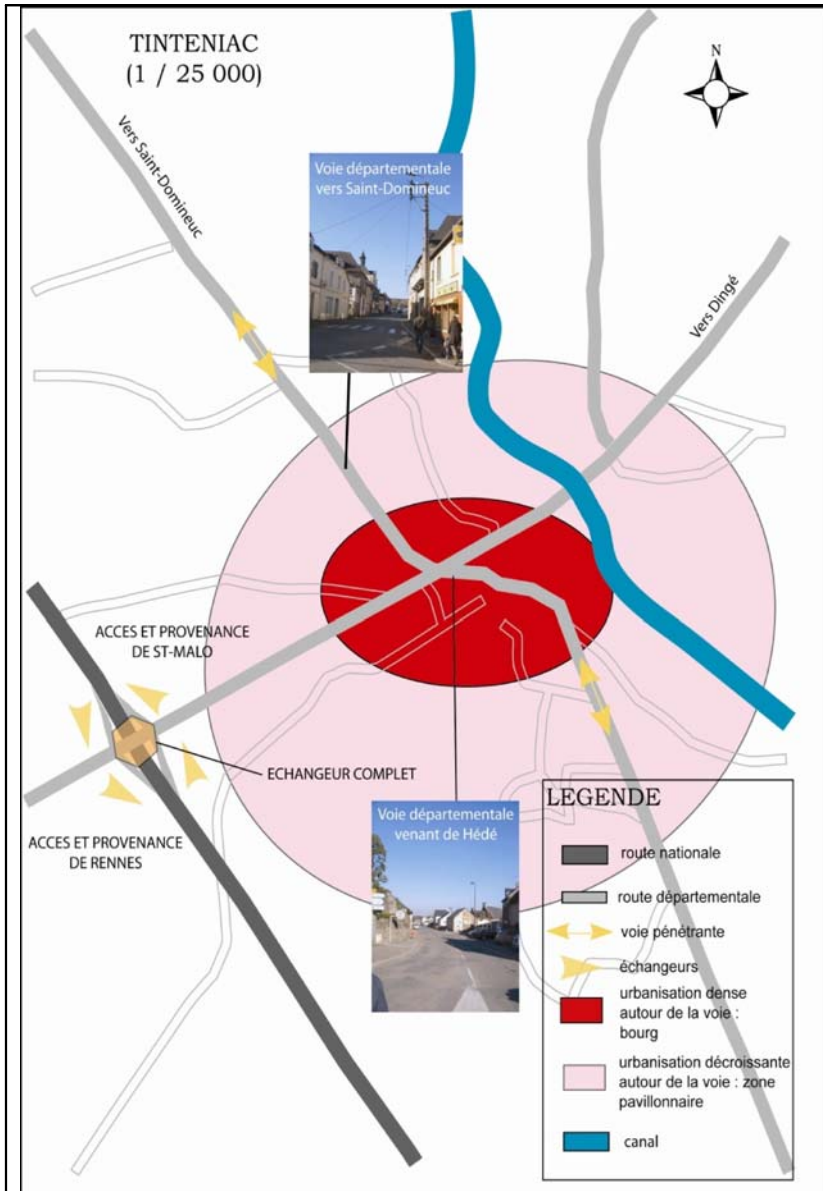 TINTENIAC
(1 / 25 000)
N
Vers Saint-Domineuc
Voie départementale
vers Saint-Domineuc
Vers Dingé
ACCES ET PROVENANCE
DE ST-MALO
ECHANGEUR COMPLET
ACCES ET PROVENANCE
DE RENNES
Voie départementale
venant de Hédé
LEGENDE
route nationale
route départementale
voie pénétrante
échangeurs
urbanisation dense
autour de la voie :
bourg
urbanisation décroissante
autour de la voie : zone
pavillonnaire
canal